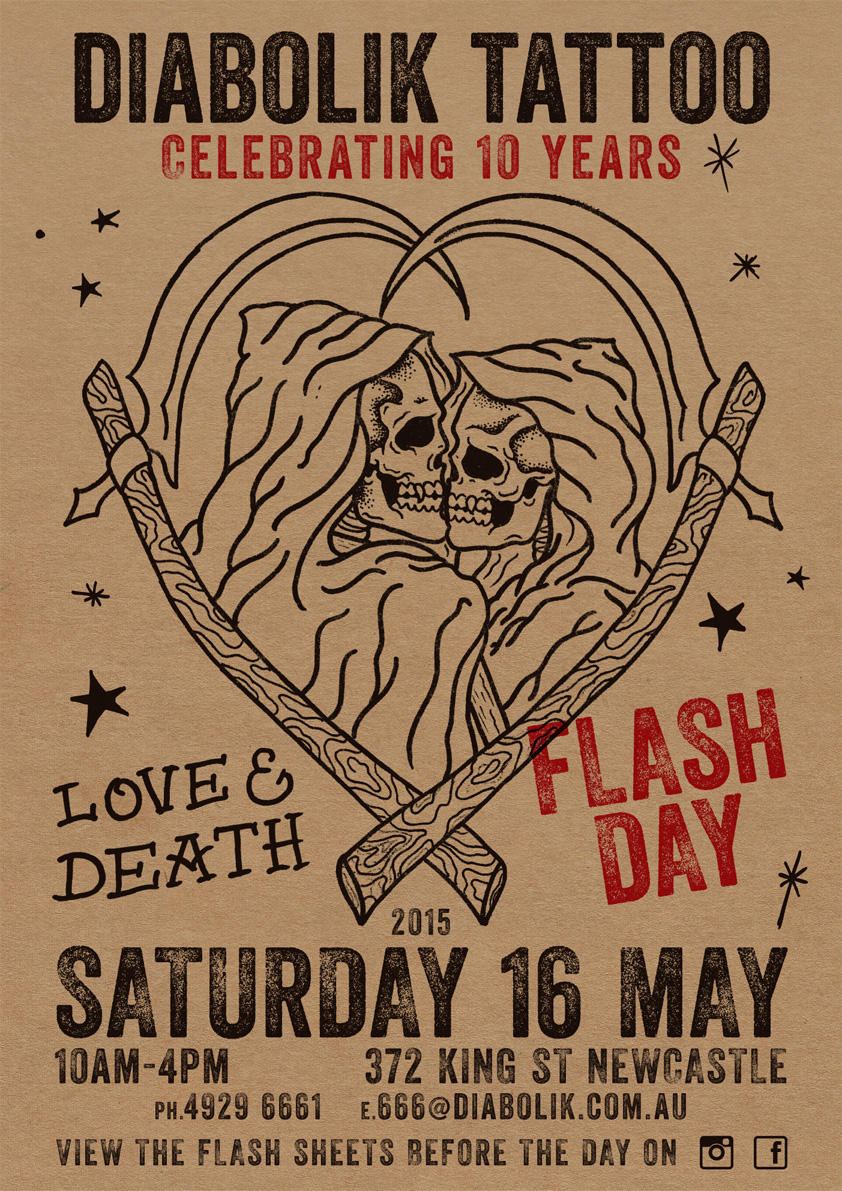 DIABOLIK TATTOO
CELEBRATING 10 YEARS
LOVE &
DEATH
FLASH
DAY
2015
SATURDAY 16 MAY
10AM-4PM 372 KING ST NEWCASTLE
PH.4929 6661 E.666@DIABOLIK.COM.AU
VIEW THE FLASH SHEETS BEFORE THE DAY ON